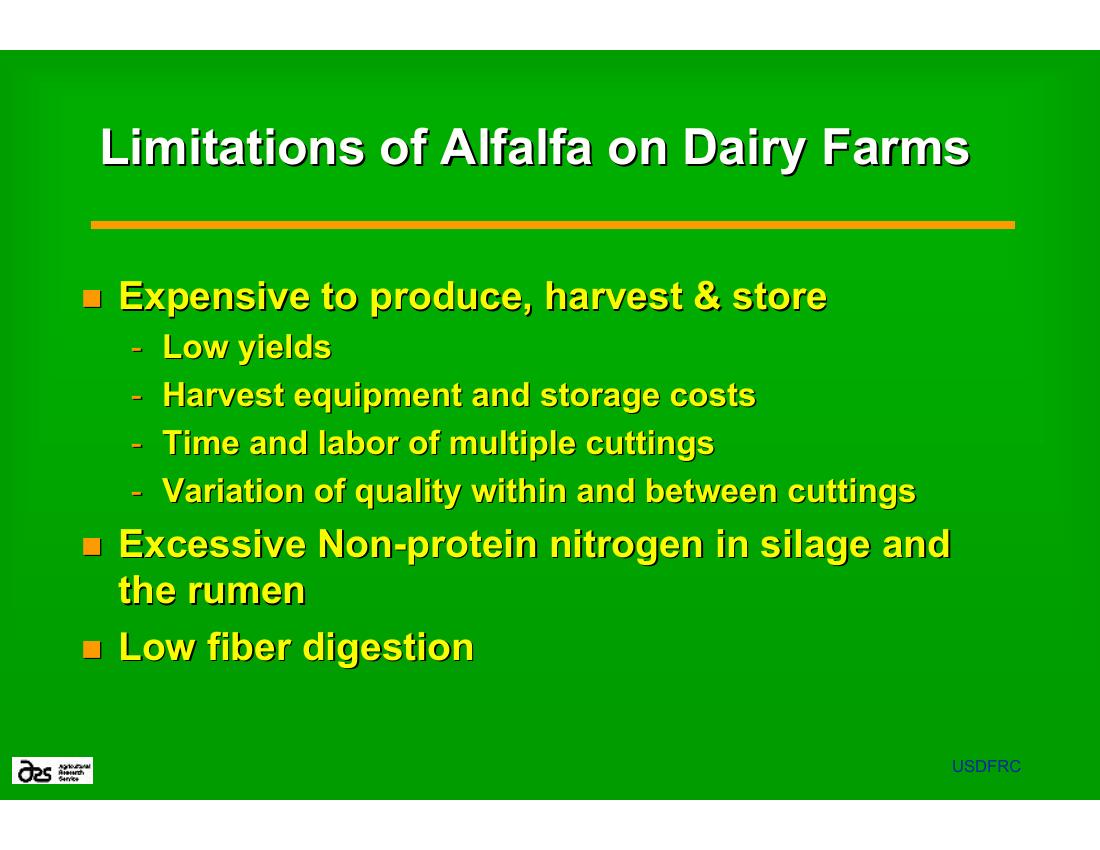 Limitations of Alfalfa on Dairy Farms
Expensive to produce, harvest & store
- Low yields
- Harvest equipment and storage costs
- Time and labor of multiple cuttings
- Variation of quality within and between cuttings
Excessive Non-protein nitrogen in silage and
the rumen
Low fiber digestion
ars
Agricultural
Research
Service
USDFRC